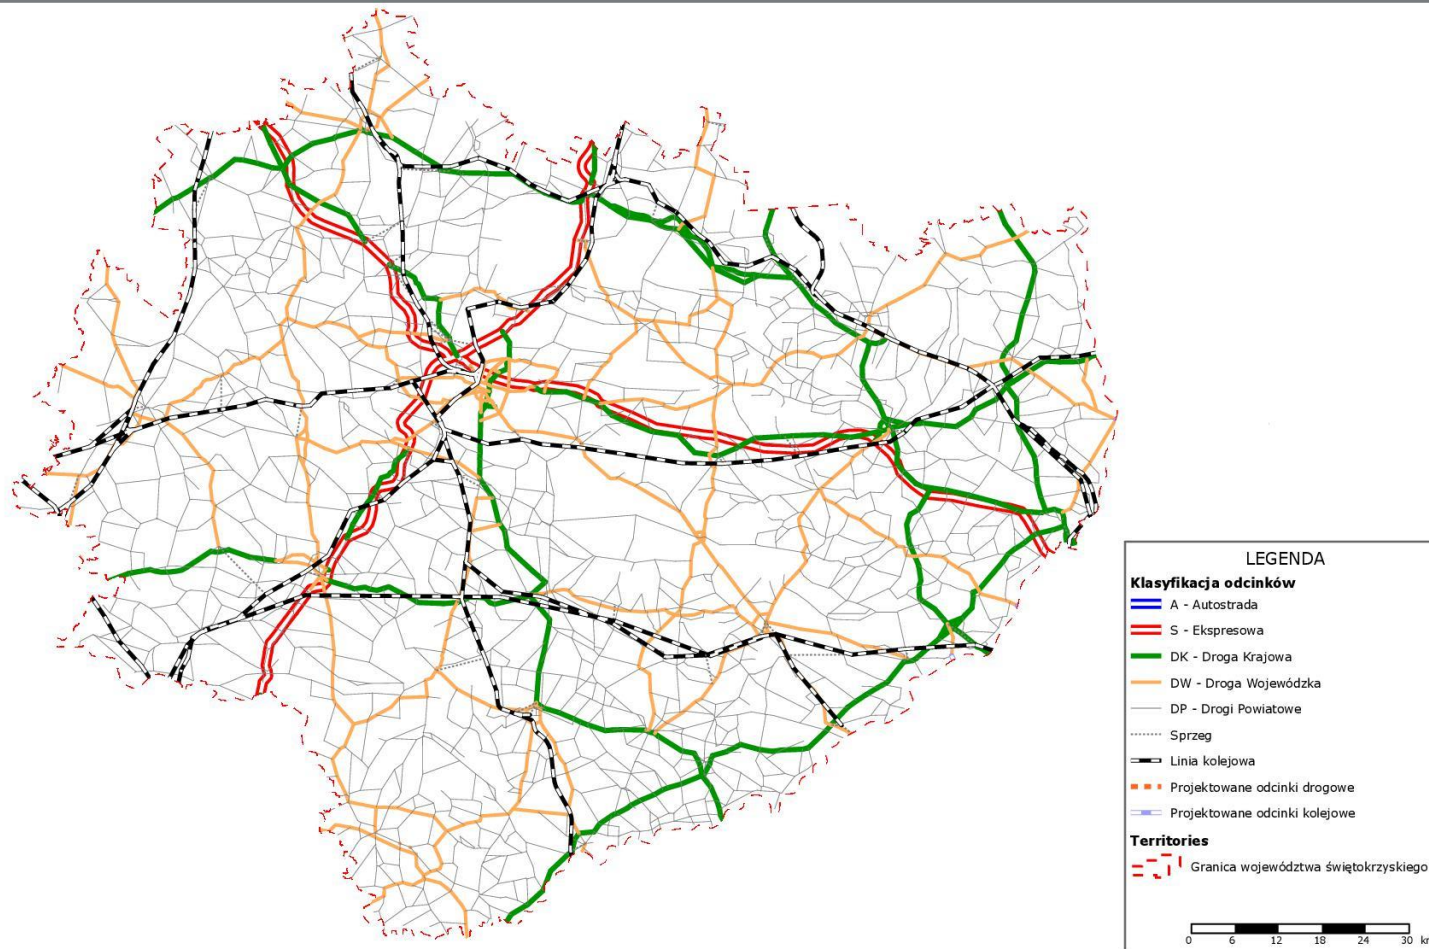 LEGENDA
Klasyfikacja odcinków
A - Autostrada
S - Ekspresowa
DK - Droga Krajowa
DW - Droga Wojewódzka
DP - Drogi Powiatowe
Sprzeg
Linia kolejowa
Projektowane odcinki drogowe
Projektowane odcinki kolejowe
Territories
Granica województwa świętokrzyskiego
0 6 12 18 24 30 km